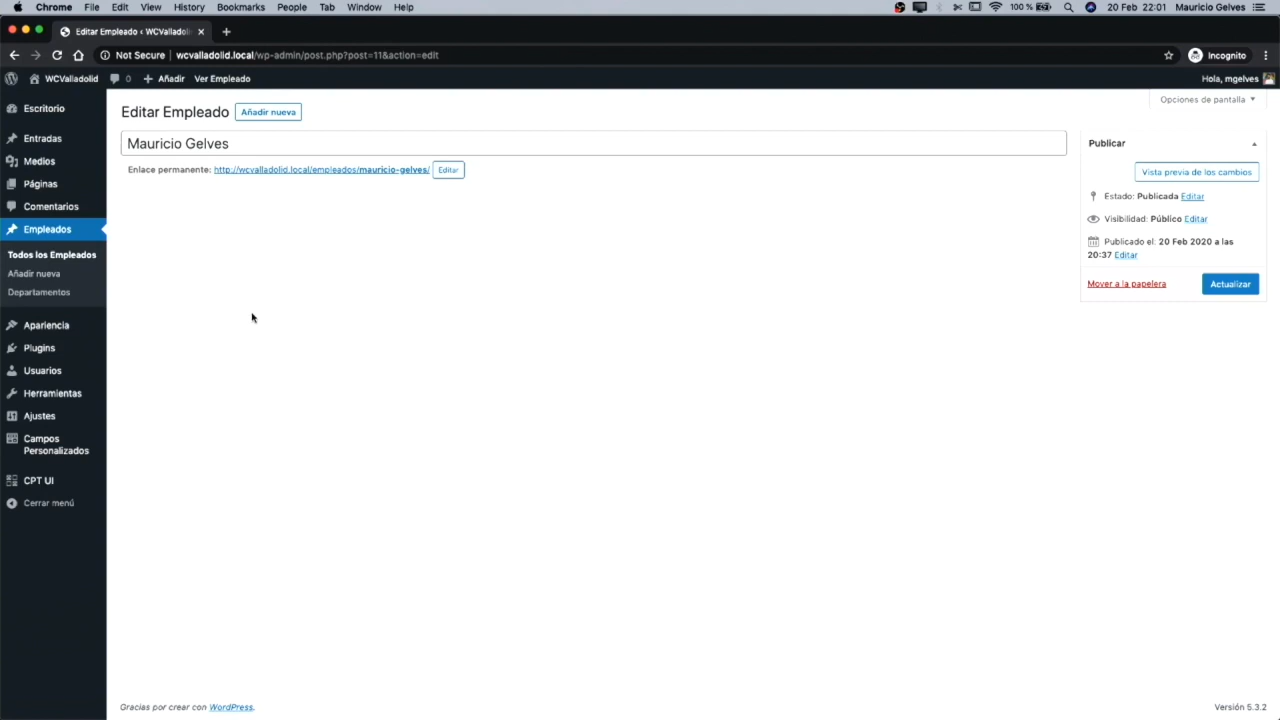 Chrome File Edit View History Bookmarks People Tab Window Help 100 % 20 Feb 22:01 Mauricio Gelves
Editar Empleado ‹ WCValladolid
Not Secure wcvalladolid.local/wp-admin/post.php?post=11&action=edit Incognito
WCValladolid 0 Añadir Ver Empleado Hola, mgelves
Opciones de pantalla
Escritorio
Entradas
Medios
Páginas
Comentarios
Empleados
Todos los Empleados
Añadir nueva
Departamentos
Apariencia
Plugins
Usuarios
Herramientas
Ajustes
Campos
Personalizados
CPT UI
Cerrar menú
Editar Empleado Añadir nueva
Mauricio Gelves
Enlace permanente: http://wcvalladolid.local/empleados/mauricio-gelves/ Editar
Publicar
Vista previa de los cambios
Estado: Publicada Editar
Visibilidad: Público Editar
Publicado el: 20 Feb 2020 a las
20:37 Editar
Mover a la papelera Actualizar
Gracias por crear con WordPress. Versión 5.3.2